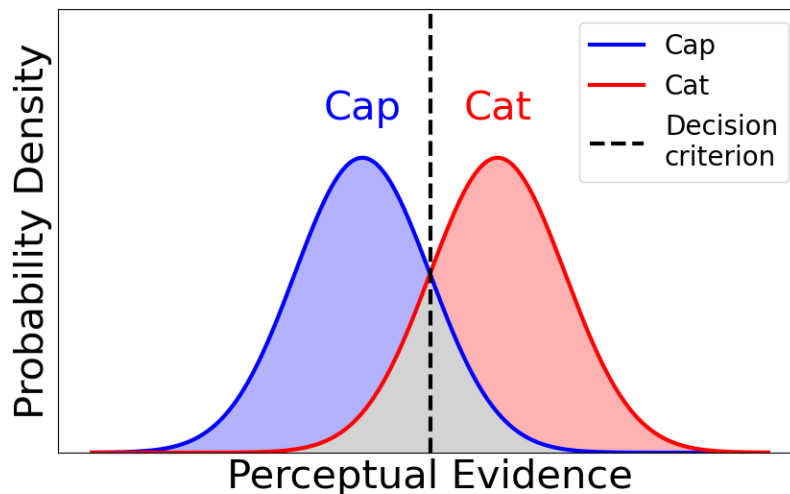 Cap
Cat
Cap
Cat
Decision
criterion
Probability Density
Perceptual Evidence